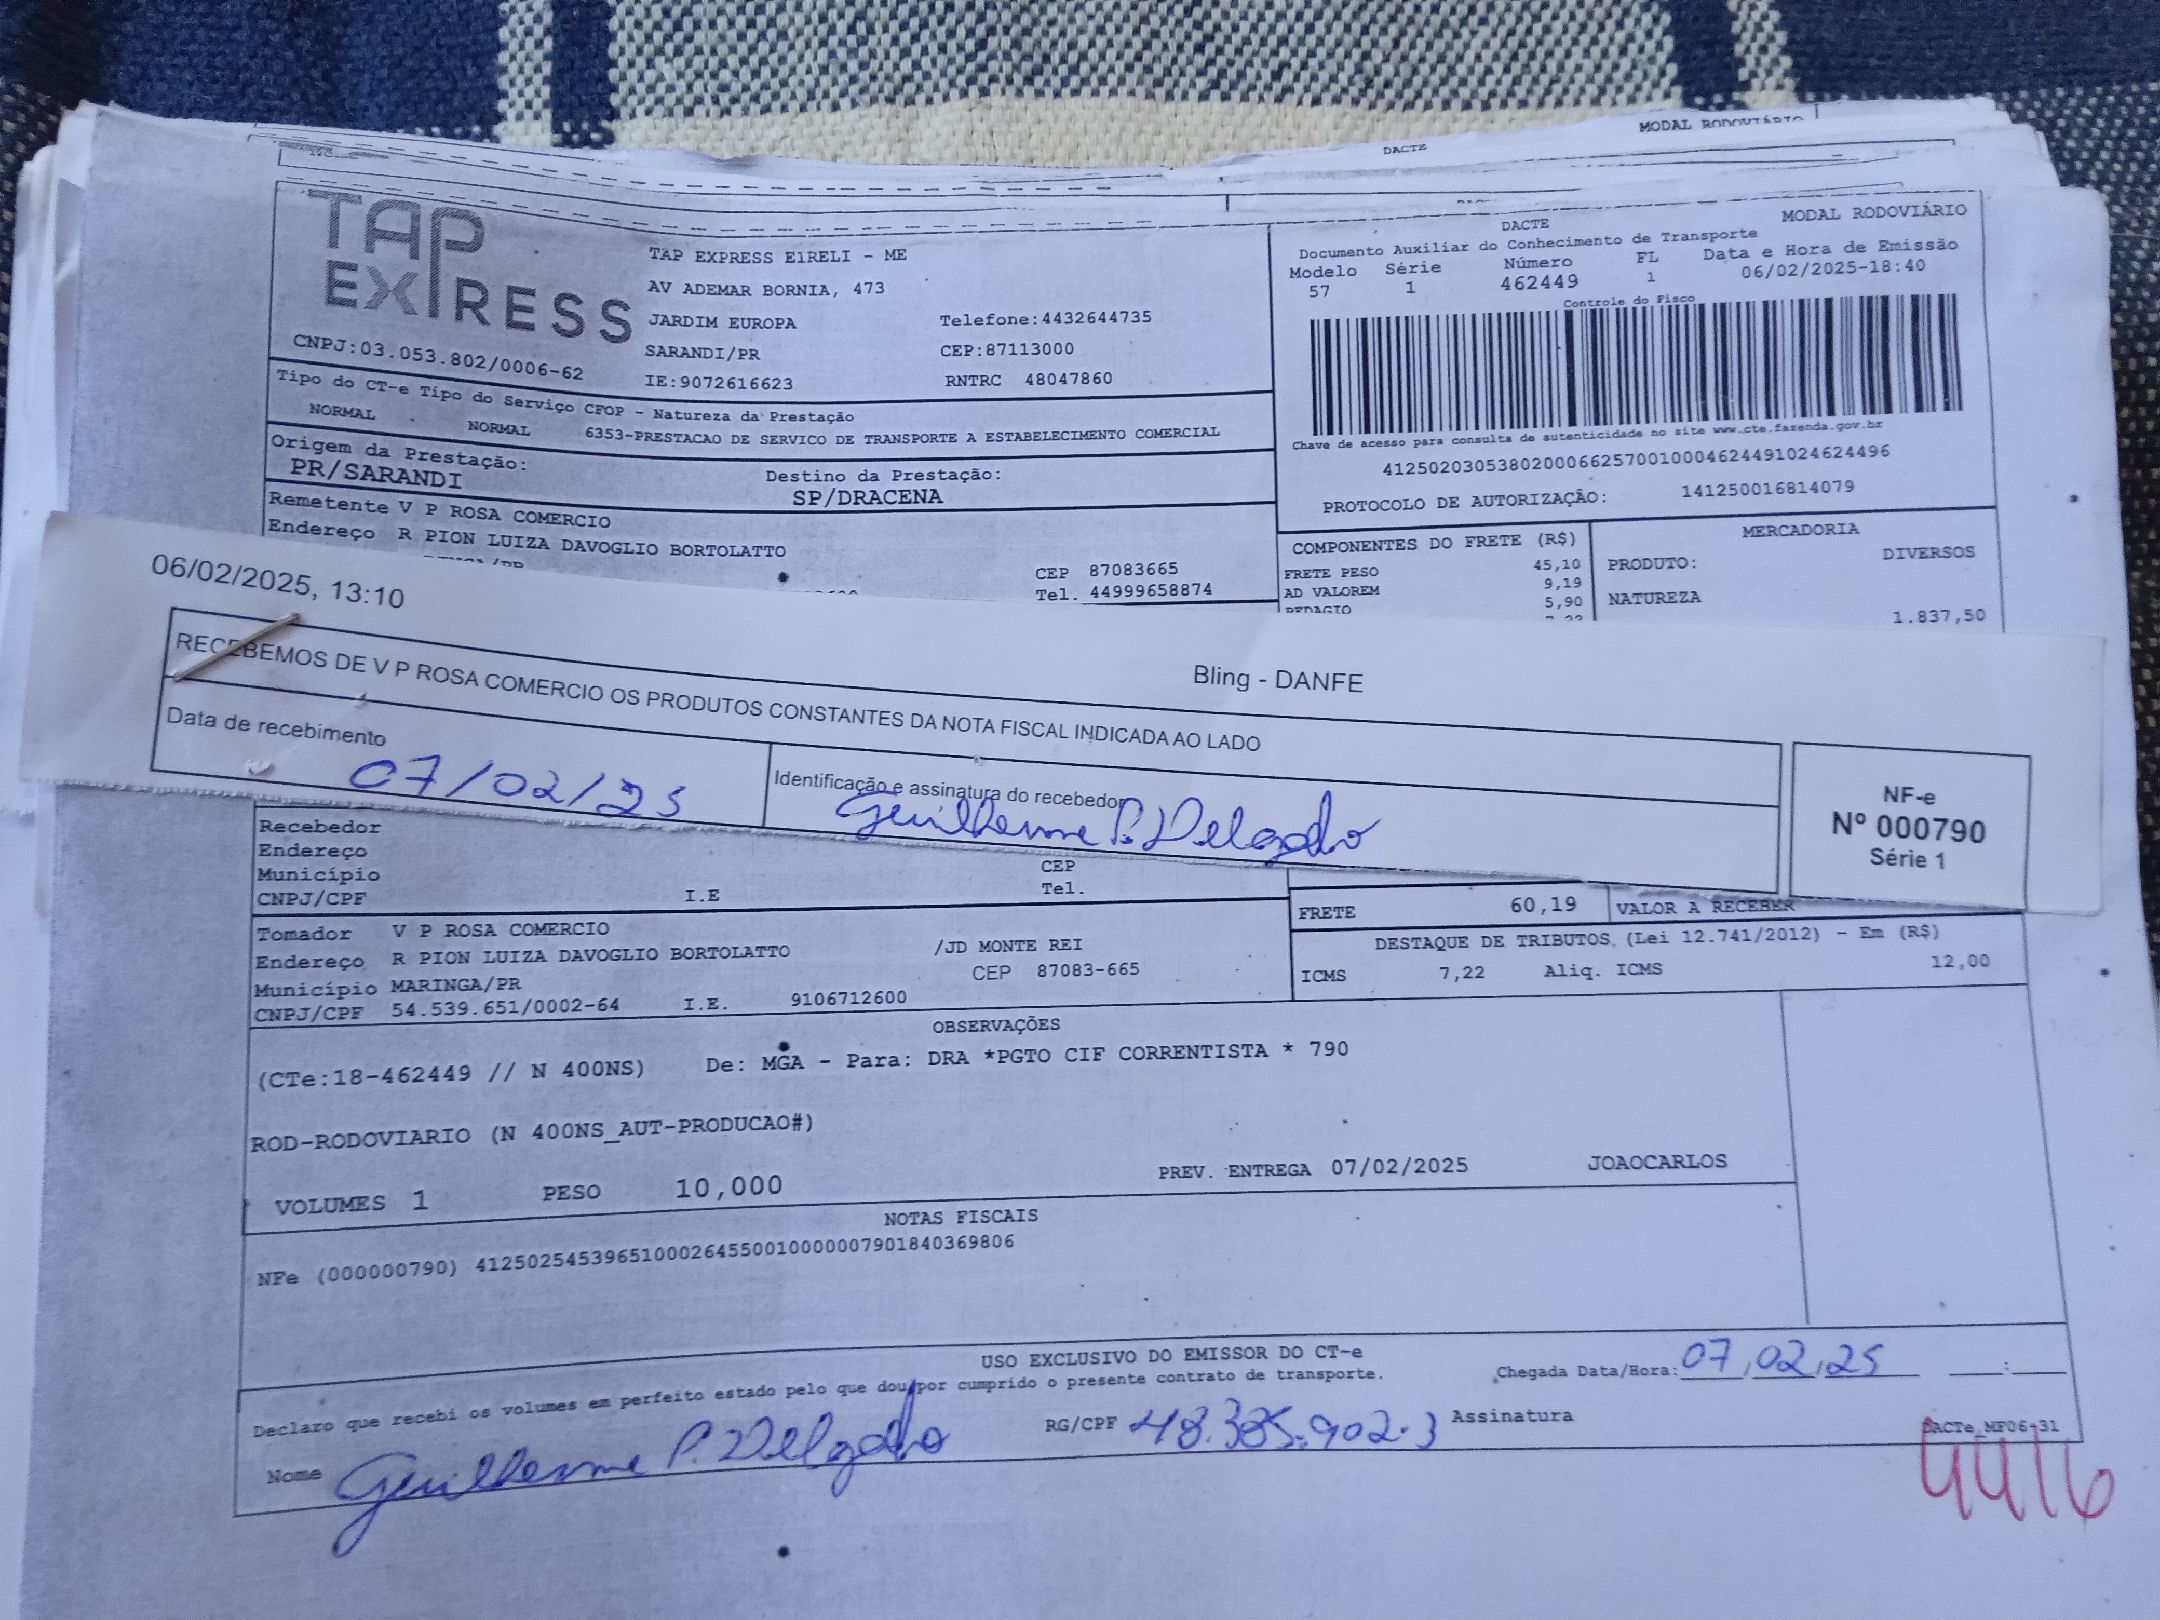 MODAL RODOVIÁRIO
DACTE
TAP EXPRESS
CNPJ:03.053.802/0006-62
TAP EXPRESS E1RELI - ME
AV ADEMAR BORNIA, 473
JARDIM EUROPA Telefone:4432644735
SARANDI/PR CEP:87113000
IE:9072616623 RNTRC 48047860
DACTE MODAL RODOVIÁRIO
Documento Auxiliar do Conhecimento de Transporte
Modelo Série Número FL Data e Hora de Emissão
57 1 462449 1 06/02/2025-18:40
Controle do Fisco
Chave de acesso para consulta de autenticidade no site www.cte.fazenda.gov.br
41250203053802000662570010004624491024624496
PROTOCOLO DE AUTORIZAÇÃO: 141250016814079
Tipo do CT-e Tipo do Serviço CFOP - Natureza da Prestação
NORMAL NORMAL 6353-PRESTACAO DE SERVICO DE TRANSPORTE A ESTABELECIMENTO COMERCIAL
Origem da Prestação: Destino da Prestação:
PR/SARANDI SP/DRACENA
Remetente V P ROSA COMERCIO
Endereço R PION LUIZA DAVOGLIO BORTOLATTO
CEP 87083665
Tel. 44999658874
COMPONENTES DO FRETE (R$)
FRETE PESO 45,10
AD VALOREM 9,19
PEDAGIO 5,90
MERCADORIA
PRODUTO: DIVERSOS
NATUREZA
1.837,50
06/02/2025, 13:10
Bling - DANFE
RECEBEMOS DE V P ROSA COMERCIO OS PRODUTOS CONSTANTES DA NOTA FISCAL INDICADA AO LADO
Data de recebimento
07/02/25
Identificação e assinatura do recebedor
Guilherme P. Delgado
NF-e
Nº 000790
Série 1
Recebedor
Endereço
Município CEP
CNPJ/CPF I.E Tel.
FRETE 60,19 VALOR A RECEBER
Tomador V P ROSA COMERCIO
Endereço R PION LUIZA DAVOGLIO BORTOLATTO /JD MONTE REI
Município MARINGA/PR CEP 87083-665
CNPJ/CPF 54.539.651/0002-64 I.E. 9106712600
DESTAQUE DE TRIBUTOS (Lei 12.741/2012) - Em (R$)
ICMS 7,22 Aliq. ICMS 12,00
OBSERVAÇÕES
(CTe:18-462449 // N 400NS) De: MGA - Para: DRA *PGTO CIF CORRENTISTA * 790
ROD-RODOVIARIO (N 400NS_AUT-PRODUCAO#)
VOLUMES 1 PESO 10,000 PREV. ENTREGA 07/02/2025 JOAOCARLOS
NOTAS FISCAIS
NFe (000000790) 41250254539651000264550010000007901840369806
USO EXCLUSIVO DO EMISSOR DO CT-e
Declaro que recebi os volumes em perfeito estado pelo que dou por cumprido o presente contrato de transporte.
Chegada Data/Hora: 07/02/25 :
Nome Guilherme P. Delgado RG/CPF 48.385.902-3 Assinatura
DACTe_MF06-31
4416